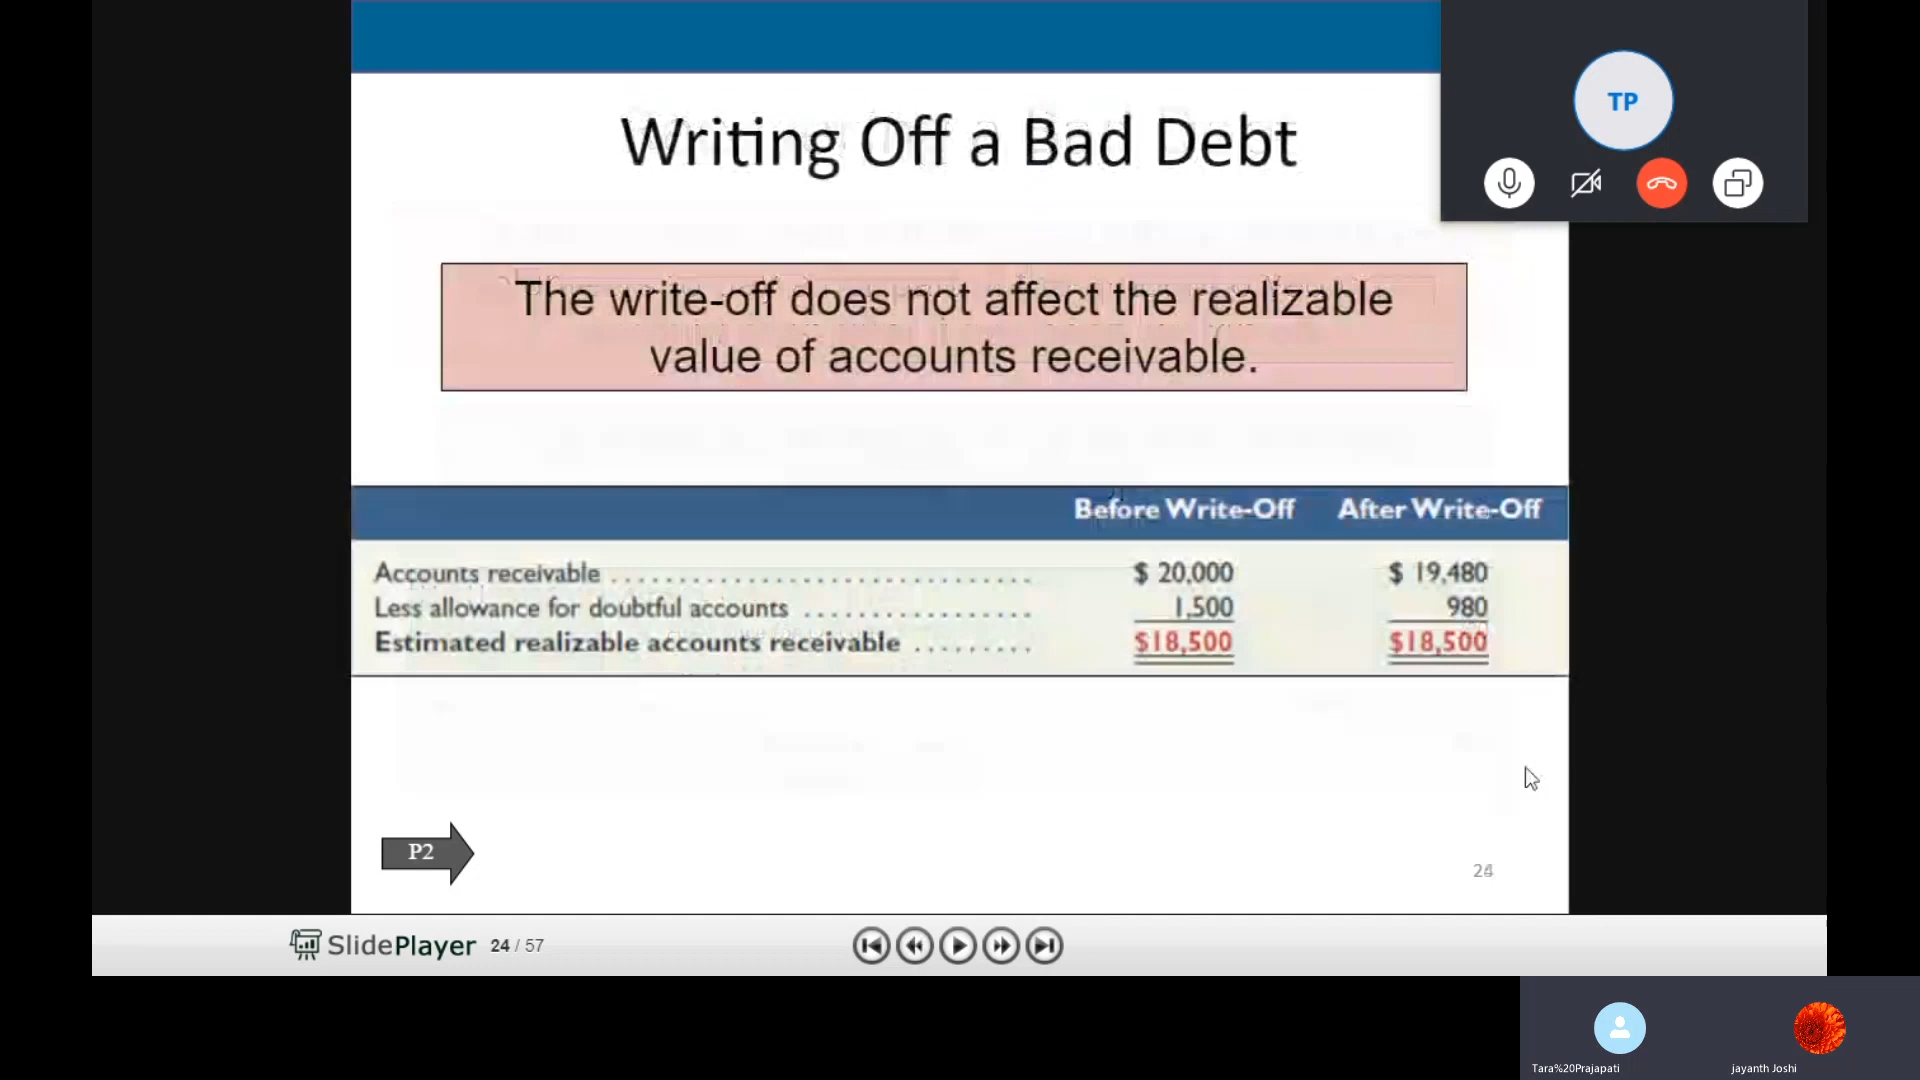 TP
Writing Off a Bad Debt
The write-off does not affect the realizable
value of accounts receivable.
Before Write-Off After Write-Off
Accounts receivable $ 20,000 $ 19,480
Less allowance for doubtful accounts 1,500 980
Estimated realizable accounts receivable $18,500 $18,500
P2
SlidePlayer 24 / 57
Tara%20Prajapati jayanth Joshi